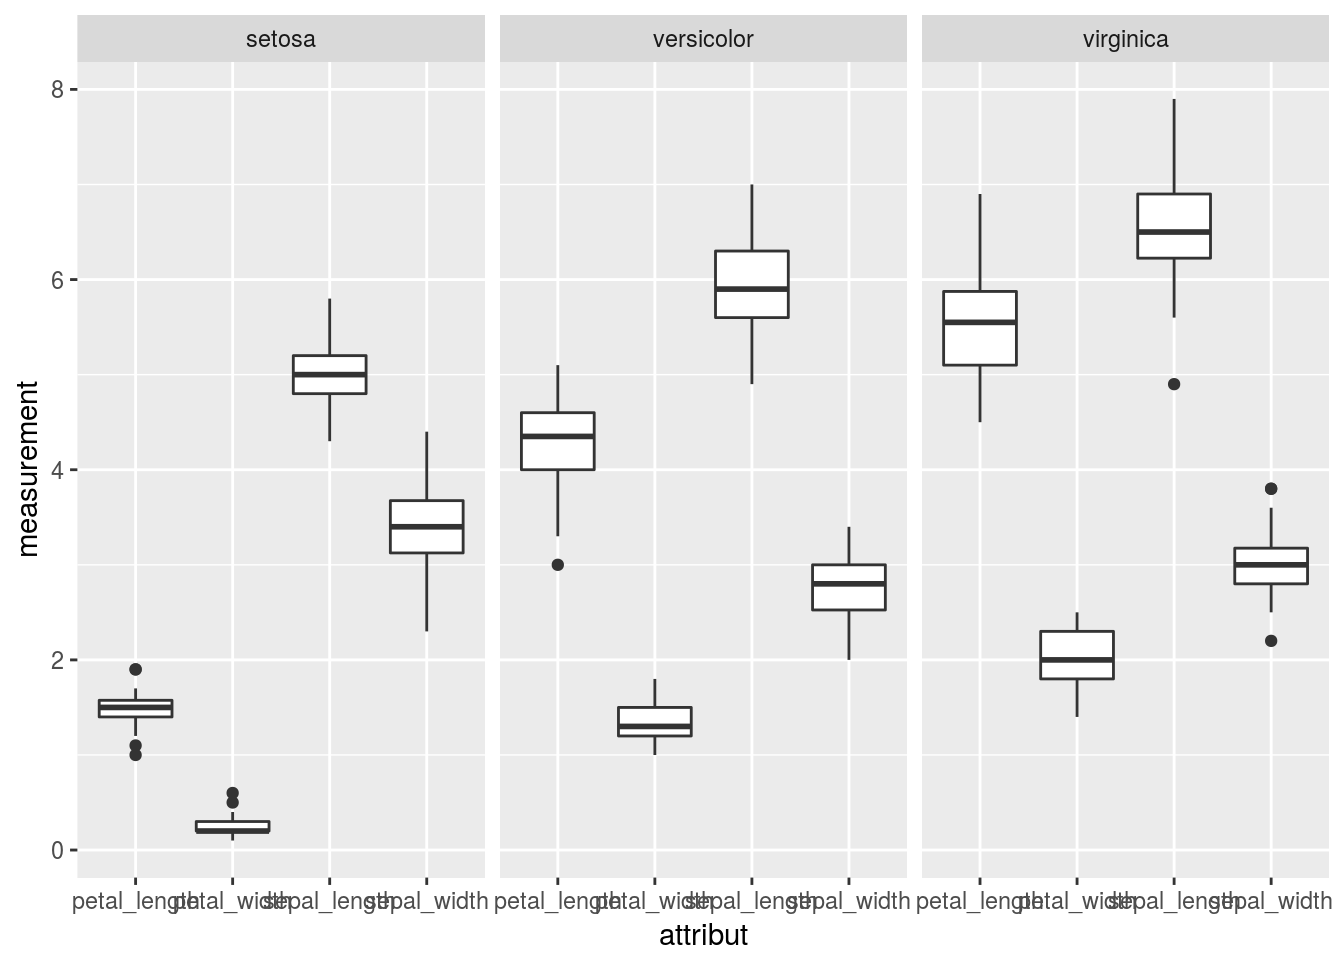 setosa versicolor virginica
8
6
4
2
0
measurement
petal_length petal_width sepal_length sepal_width petal_length petal_width sepal_length sepal_width petal_length petal_width sepal_length sepal_width
attribut